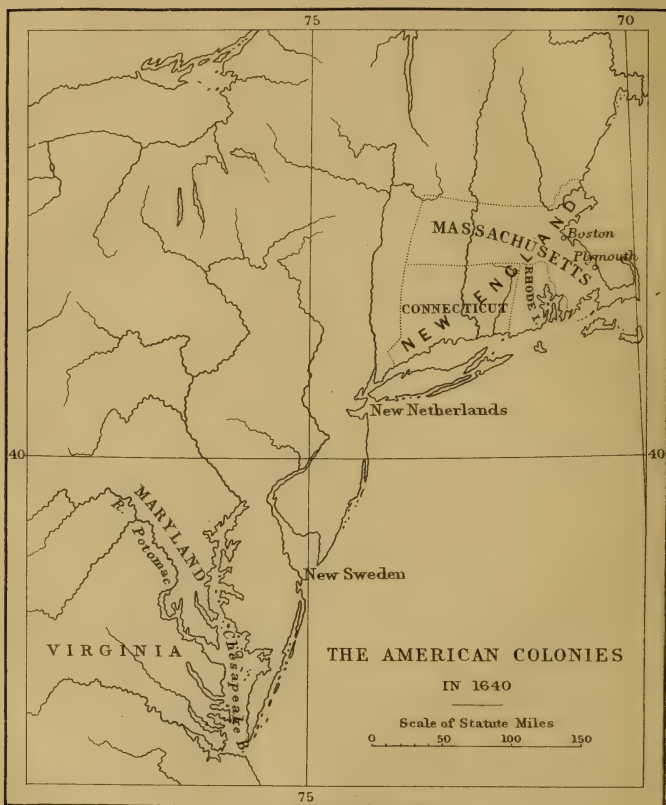 75
70
NEW ENGLAND
MASSACHUSETTS
Boston
Plymouth
CONNECTICUT
RHODE I.
New Netherlands
40
40
MARYLAND
R. Potomac
New Sweden
VIRGINIA
Chesapeake B.
THE AMERICAN COLONIES
IN 1640
Scale of Statute Miles
0 50 100 150
75